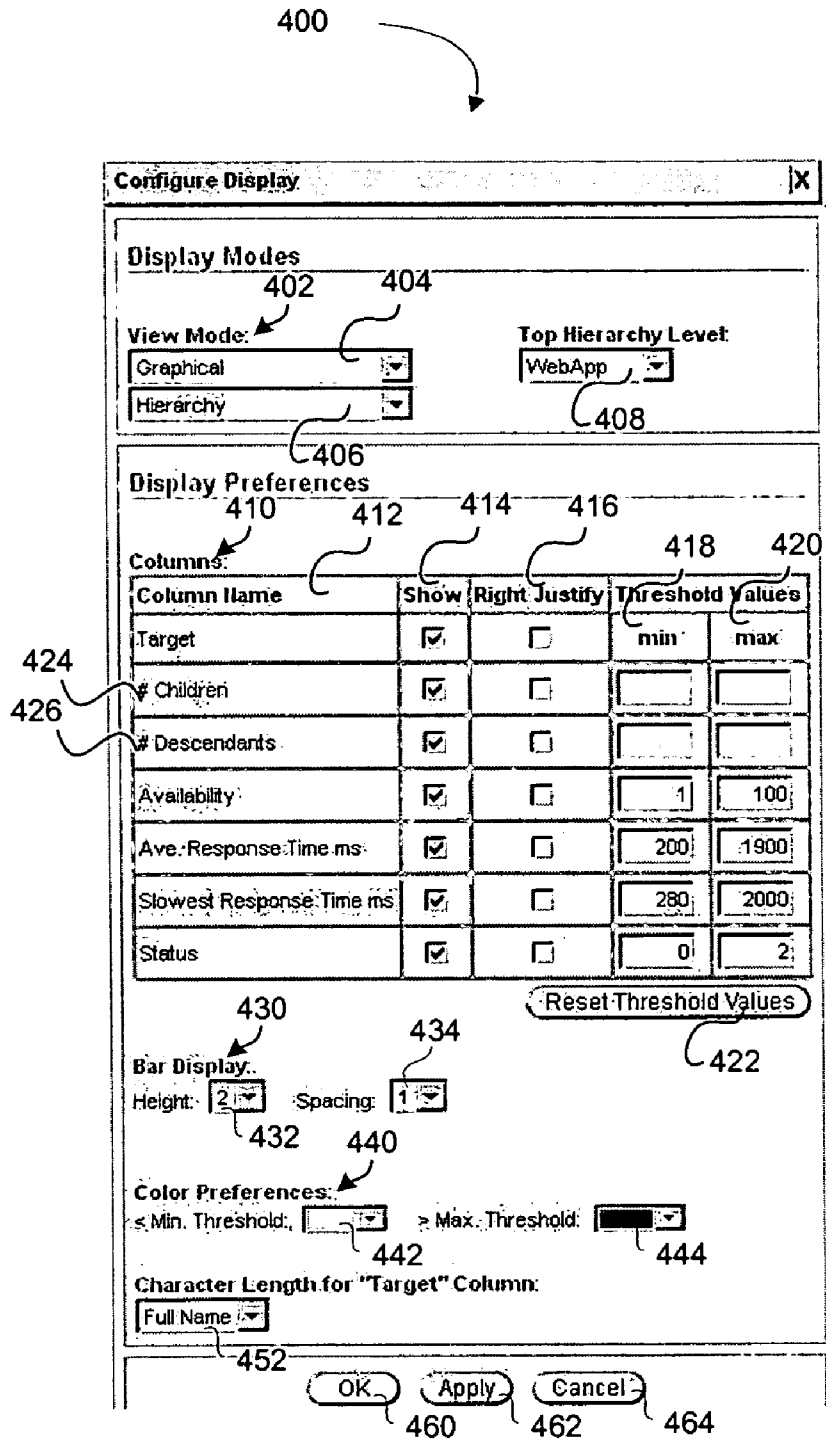 400
Configure Display X
Display Modes
402 404
View Mode: Top Hierarchy Level:
Graphical WebApp
Hierarchy
408
406
Display Preferences
410 412 414 416 418 420
Columns:
Column Name Show Right Justify Threshold Values
Target min max
424 # Children
426 # Descendants
Availability 1 100
Ave. Response Time ms 200 1900
Slowest Response Time ms 280 2000
Status 0 2
Reset Threshold Values
422
430 434
Bar Display:
Height: 2 Spacing: 1
432 440
Color Preferences:
< Min. Threshold: > Max. Threshold:
442 444
Character Length for "Target" Column:
Full Name
452
OK Apply Cancel
460 462 464